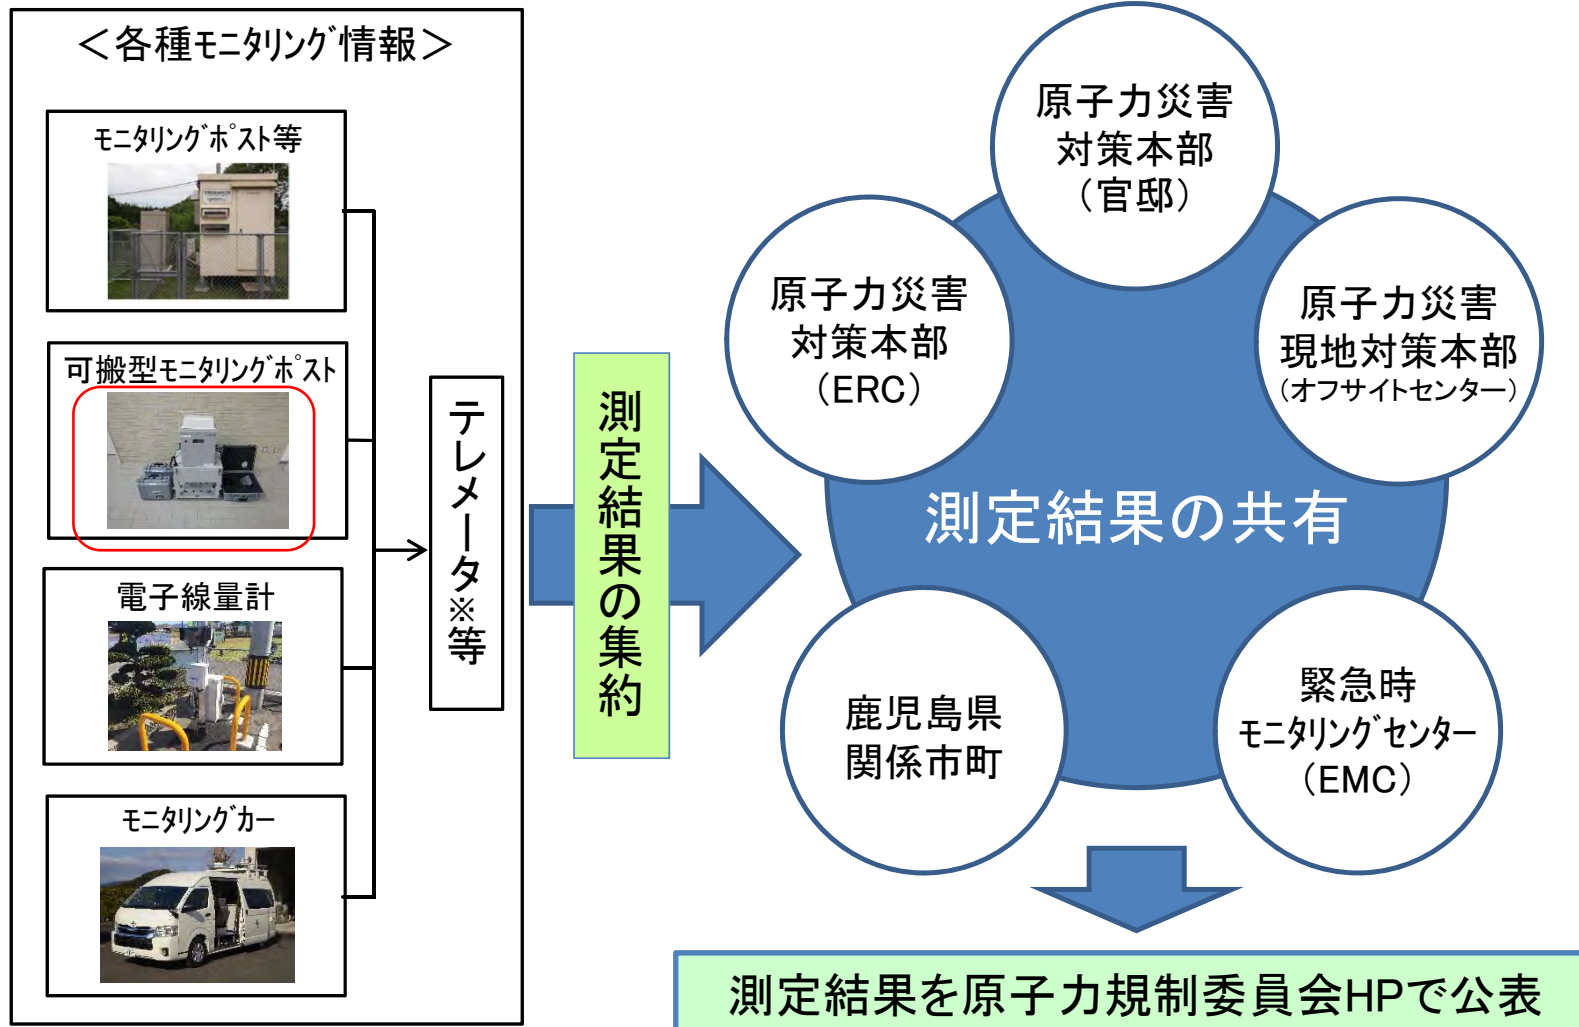 ＜各種モニタリング情報＞
モニタリングポスト等
可搬型モニタリングポスト
電子線量計
モニタリングカー
テレメータ※等
測定結果の集約
原子力災害
対策本部
（官邸）
原子力災害
対策本部
（ERC）
原子力災害
現地対策本部
（オフサイトセンター）
測定結果の共有
鹿児島県
関係市町
緊急時
モニタリングセンター
（EMC）
測定結果を原子力規制委員会HPで公表